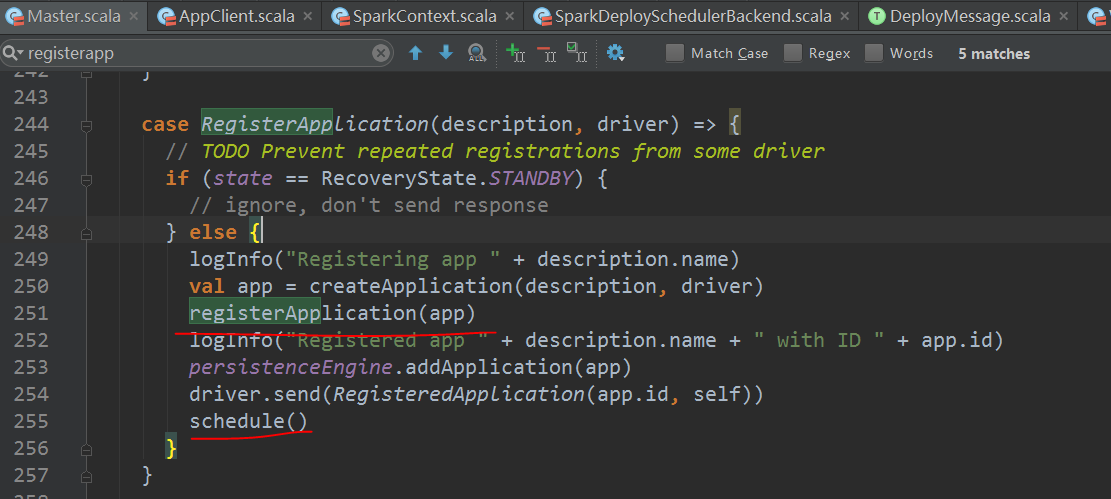 Master.scala AppClient.scala SparkContext.scala SparkDeploySchedulerBackend.scala DeployMessage.scala
registerapp Match Case Regex Words 5 matches
242 }
243
244 case RegisterApplication(description, driver) => {
245 // TODO Prevent repeated registrations from some driver
246 if (state == RecoveryState.STANDBY) {
247 // ignore, don't send response
248 } else {
249 logInfo("Registering app " + description.name)
250 val app = createApplication(description, driver)
251 registerApplication(app)
252 logInfo("Registered app " + description.name + " with ID " + app.id)
253 persistenceEngine.addApplication(app)
254 driver.send(RegisteredApplication(app.id, self))
255 schedule()
256 }
257 }